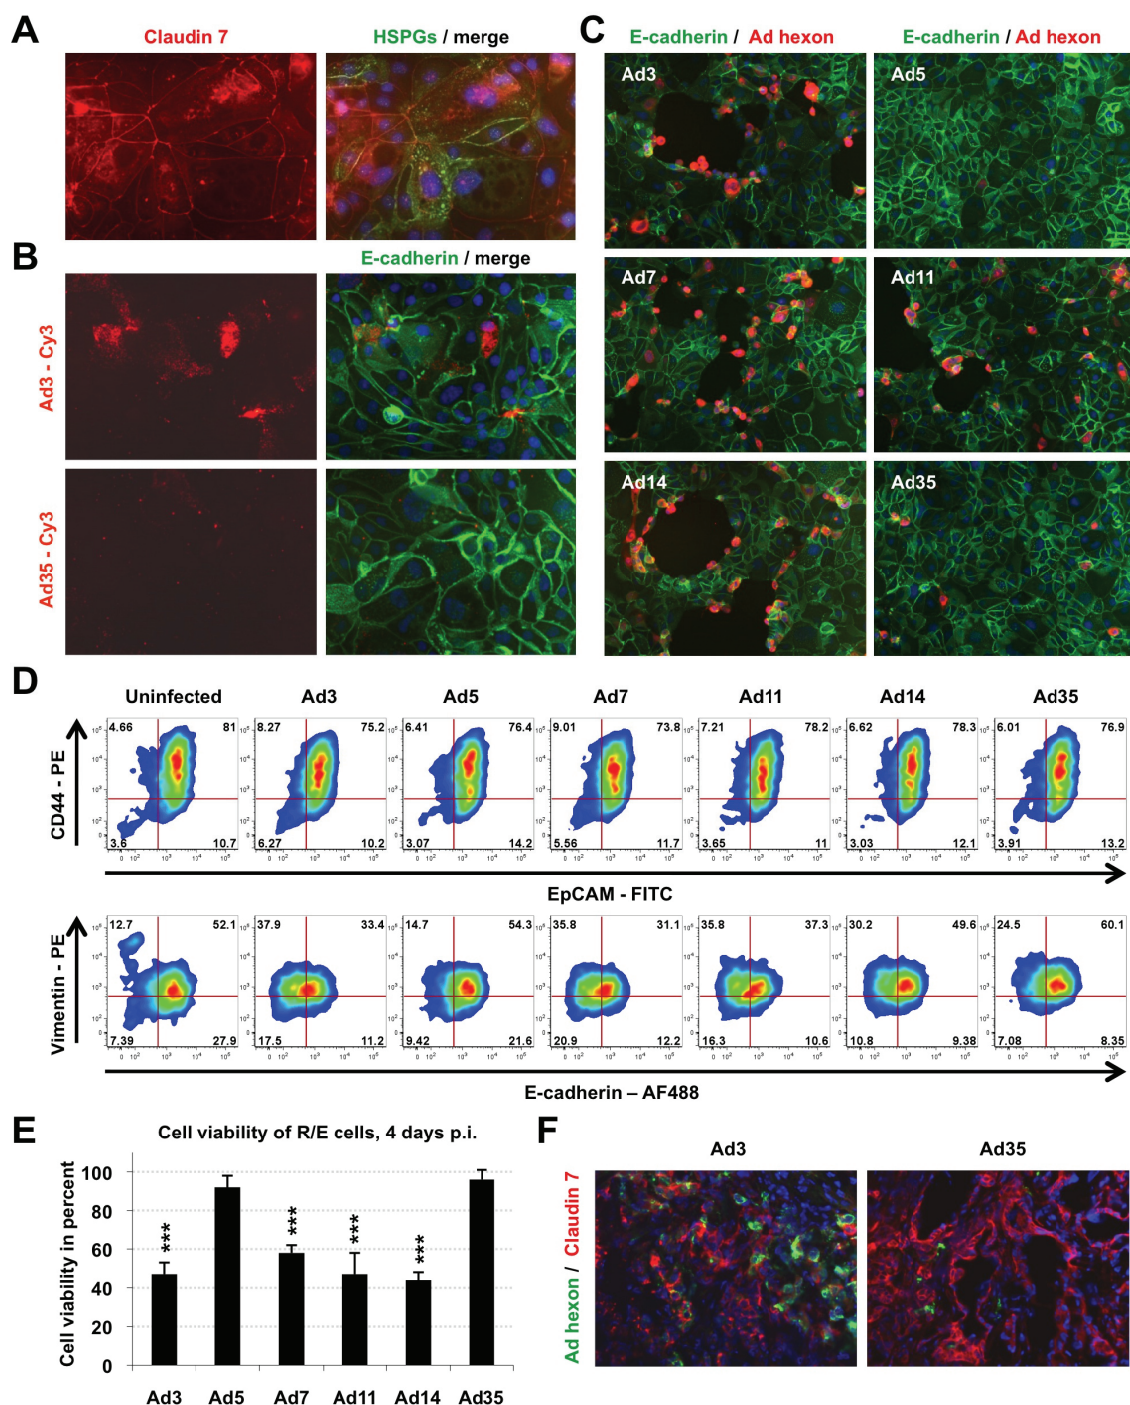 A
Claudin 7
HSPGs / merge
B
E-cadherin / merge
Ad3 - Cy3
Ad35 - Cy3
C
E-cadherin / Ad hexon
E-cadherin / Ad hexon
Ad3
Ad5
Ad7
Ad11
Ad14
Ad35
D
Uninfected
Ad3
Ad5
Ad7
Ad11
Ad14
Ad35
CD44 - PE
4.66 81
3.6 10.7
8.27 75.2
6.27 10.2
6.41 76.4
3.07 14.2
9.01 73.8
5.56 11.7
7.21 78.2
3.65 11
6.62 78.3
3.03 12.1
6.01 76.9
3.91 13.2
EpCAM - FITC
Vimentin - PE
12.7 52.1
7.39 27.9
37.9 33.4
17.5 11.2
14.7 54.3
9.42 21.6
35.8 31.1
20.9 12.2
35.8 37.3
16.3 10.6
30.2 49.6
10.8 9.38
24.5 60.1
7.08 8.35
E-cadherin – AF488
E
Cell viability of R/E cells, 4 days p.i.
Cell viability in percent
100
80
60
40
20
0
***
***
***
***
Ad3
Ad5
Ad7
Ad11
Ad14
Ad35
F
Ad3
Ad35
Ad hexon / Claudin 7